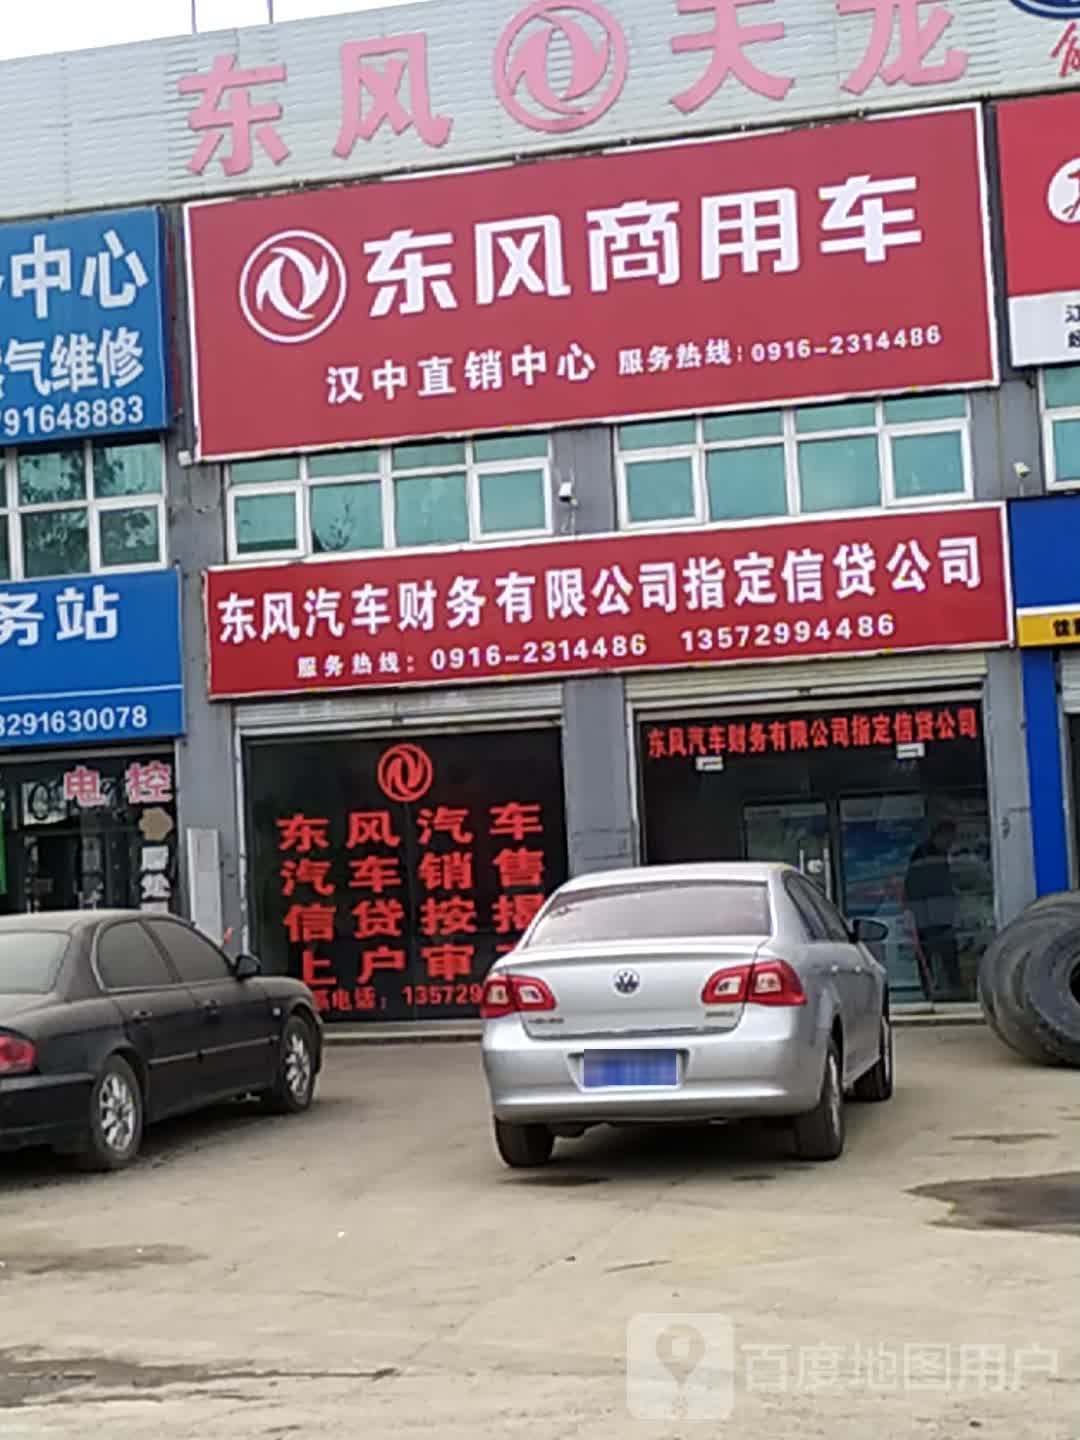 东风 天龙
东风商用车
汉中直销中心 服务热线:0916-2314486
中心
气维修
791648883
东风汽车财务有限公司指定信贷公司
服务热线:0916-2314486 13572994486
务站
8291630078
电控
东风汽车财务有限公司指定信贷公司
东风汽车
汽车销售
信贷按揭
上户审
电话:135729
百度地图用户